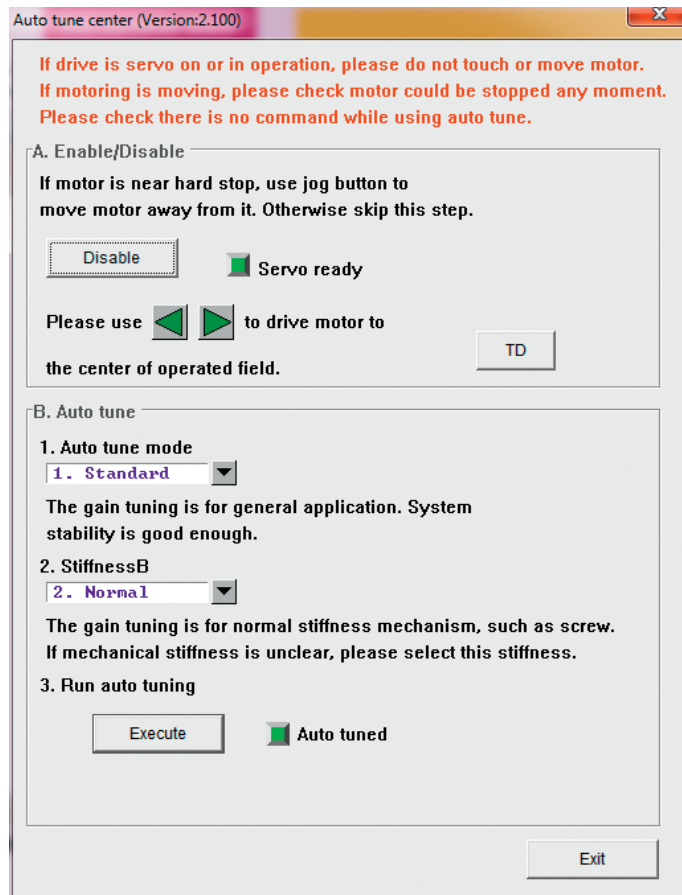 Auto tune center (Version:2.100)
If drive is servo on or in operation, please do not touch or move motor.
If motoring is moving, please check motor could be stopped any moment.
Please check there is no command while using auto tune.
A. Enable/Disable
If motor is near hard stop, use jog button to
move motor away from it. Otherwise skip this step.
Disable
Servo ready
Please use to drive motor to
TD
the center of operated field.
B. Auto tune
1. Auto tune mode
1. Standard
The gain tuning is for general application. System
stability is good enough.
2. StiffnessB
2. Normal
The gain tuning is for normal stiffness mechanism, such as screw.
If mechanical stiffness is unclear, please select this stiffness.
3. Run auto tuning
Execute
Auto tuned
Exit